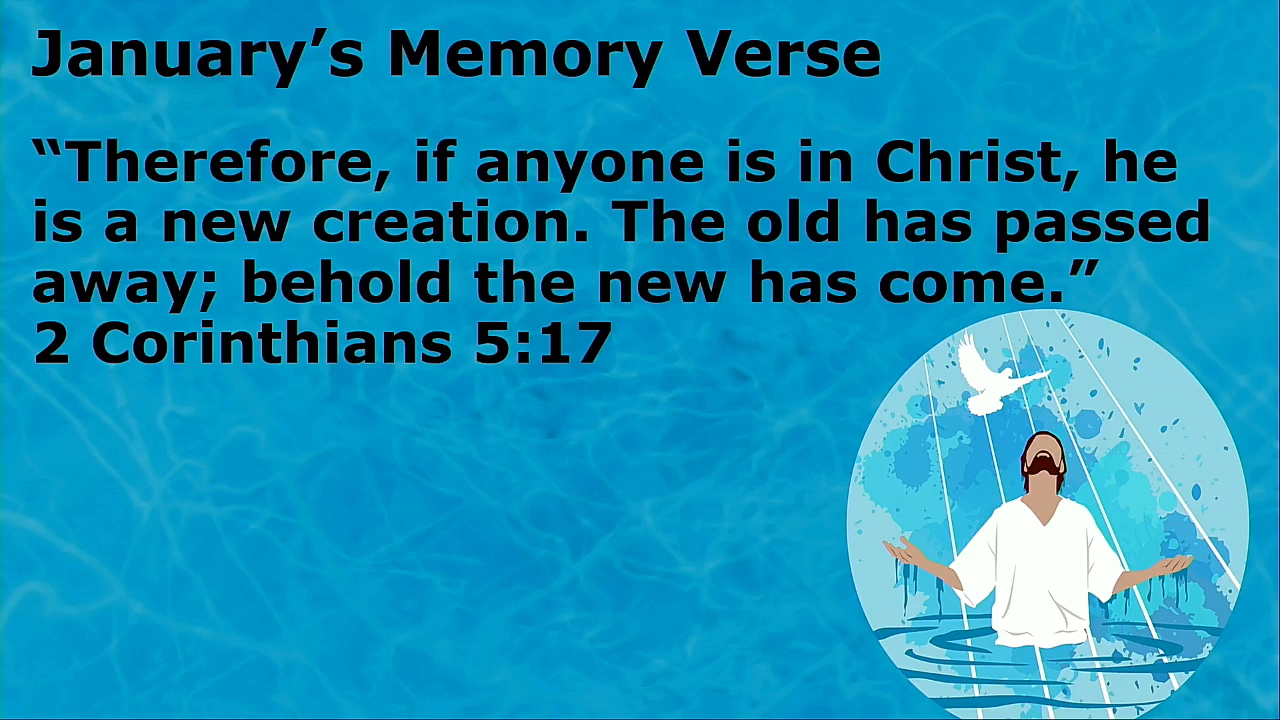 January’s Memory Verse
“Therefore, if anyone is in Christ, he
is a new creation. The old has passed
away; behold the new has come.”
2 Corinthians 5:17